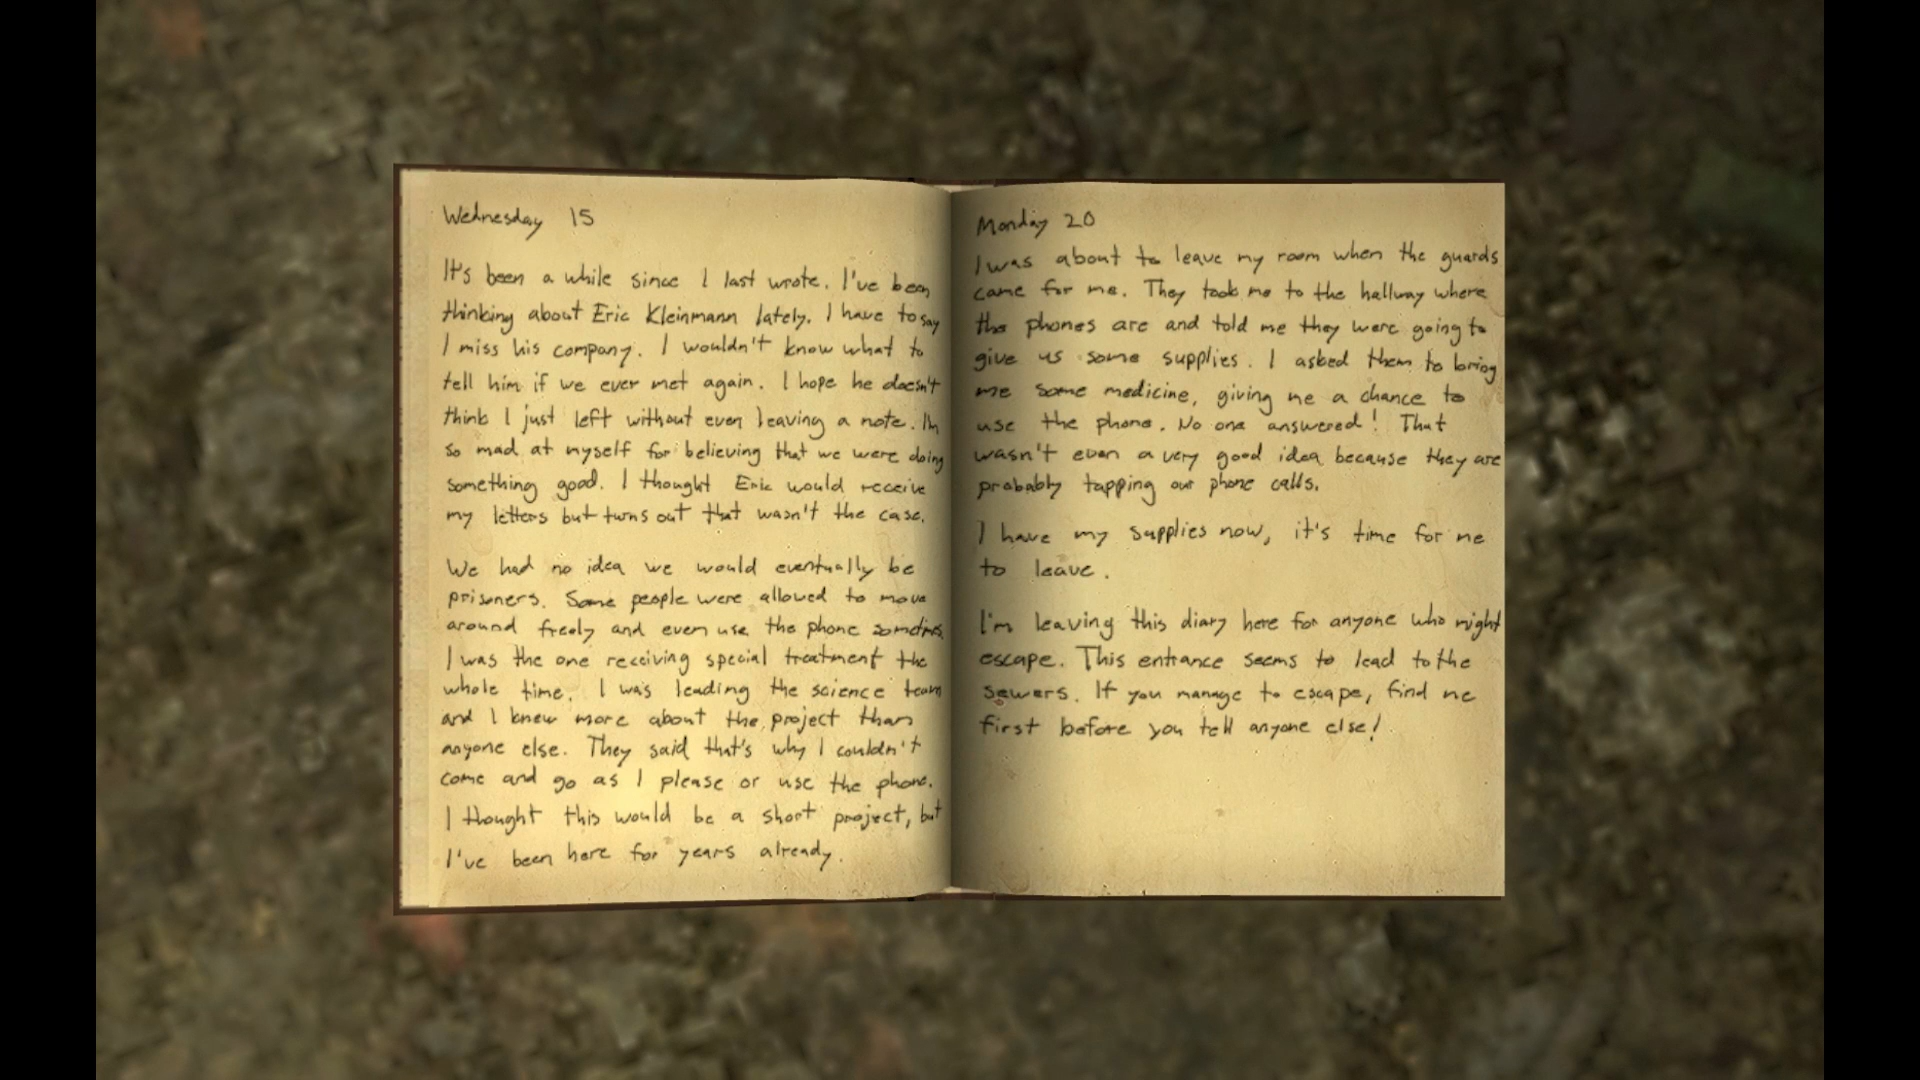 Wednesday 15
It's been a while since I last wrote. I've been
thinking about Eric Kleinmann lately. I have to say
I miss his company. I wouldn't know what to
tell him if we ever met again. I hope he doesn't
think I just left without even leaving a note. I'm
so mad at myself for believing that we were doing
something good. I thought Eric would receive
my letters but turns out that wasn't the case.
We had no idea we would eventually be
prisoners. Some people were allowed to move
around freely and even use the phone sometimes.
I was the one receiving special treatment the
whole time. I was leading the science team
and I knew more about the project than
anyone else. They said that's why I couldn't
come and go as I please or use the phone.
I thought this would be a short project, but
I've been here for years already.
Monday 20
I was about to leave my room when the guards
came for me. They took me to the hallway where
the phones are and told me they were going to
give us some supplies. I asked them to bring
me some medicine, giving me a chance to
use the phone. No one answered! That
wasn't even a very good idea because they are
probably tapping our phone calls.
I have my supplies now, it's time for me
to leave.
I'm leaving this diary here for anyone who might
escape. This entrance seems to lead to the
sewers. If you manage to escape, find me
first before you tell anyone else!